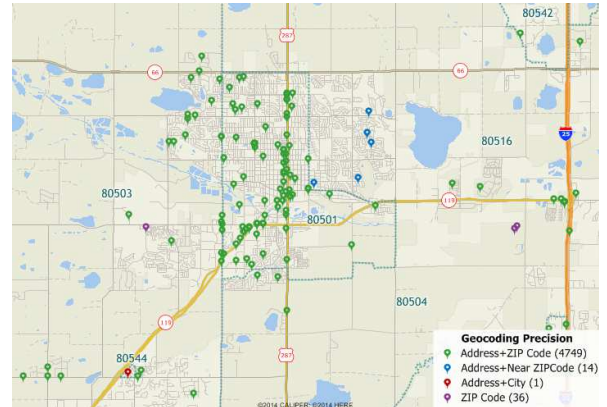 80542
287
66
66
25
80516
80503
119
80501
80504
119
80544
287
Geocoding Precision
Address+ZIP Code (4749)
Address+Near ZIPCode (14)
Address+City (1)
ZIP Code (36)
©2014 CALIPER; ©2014 HERE